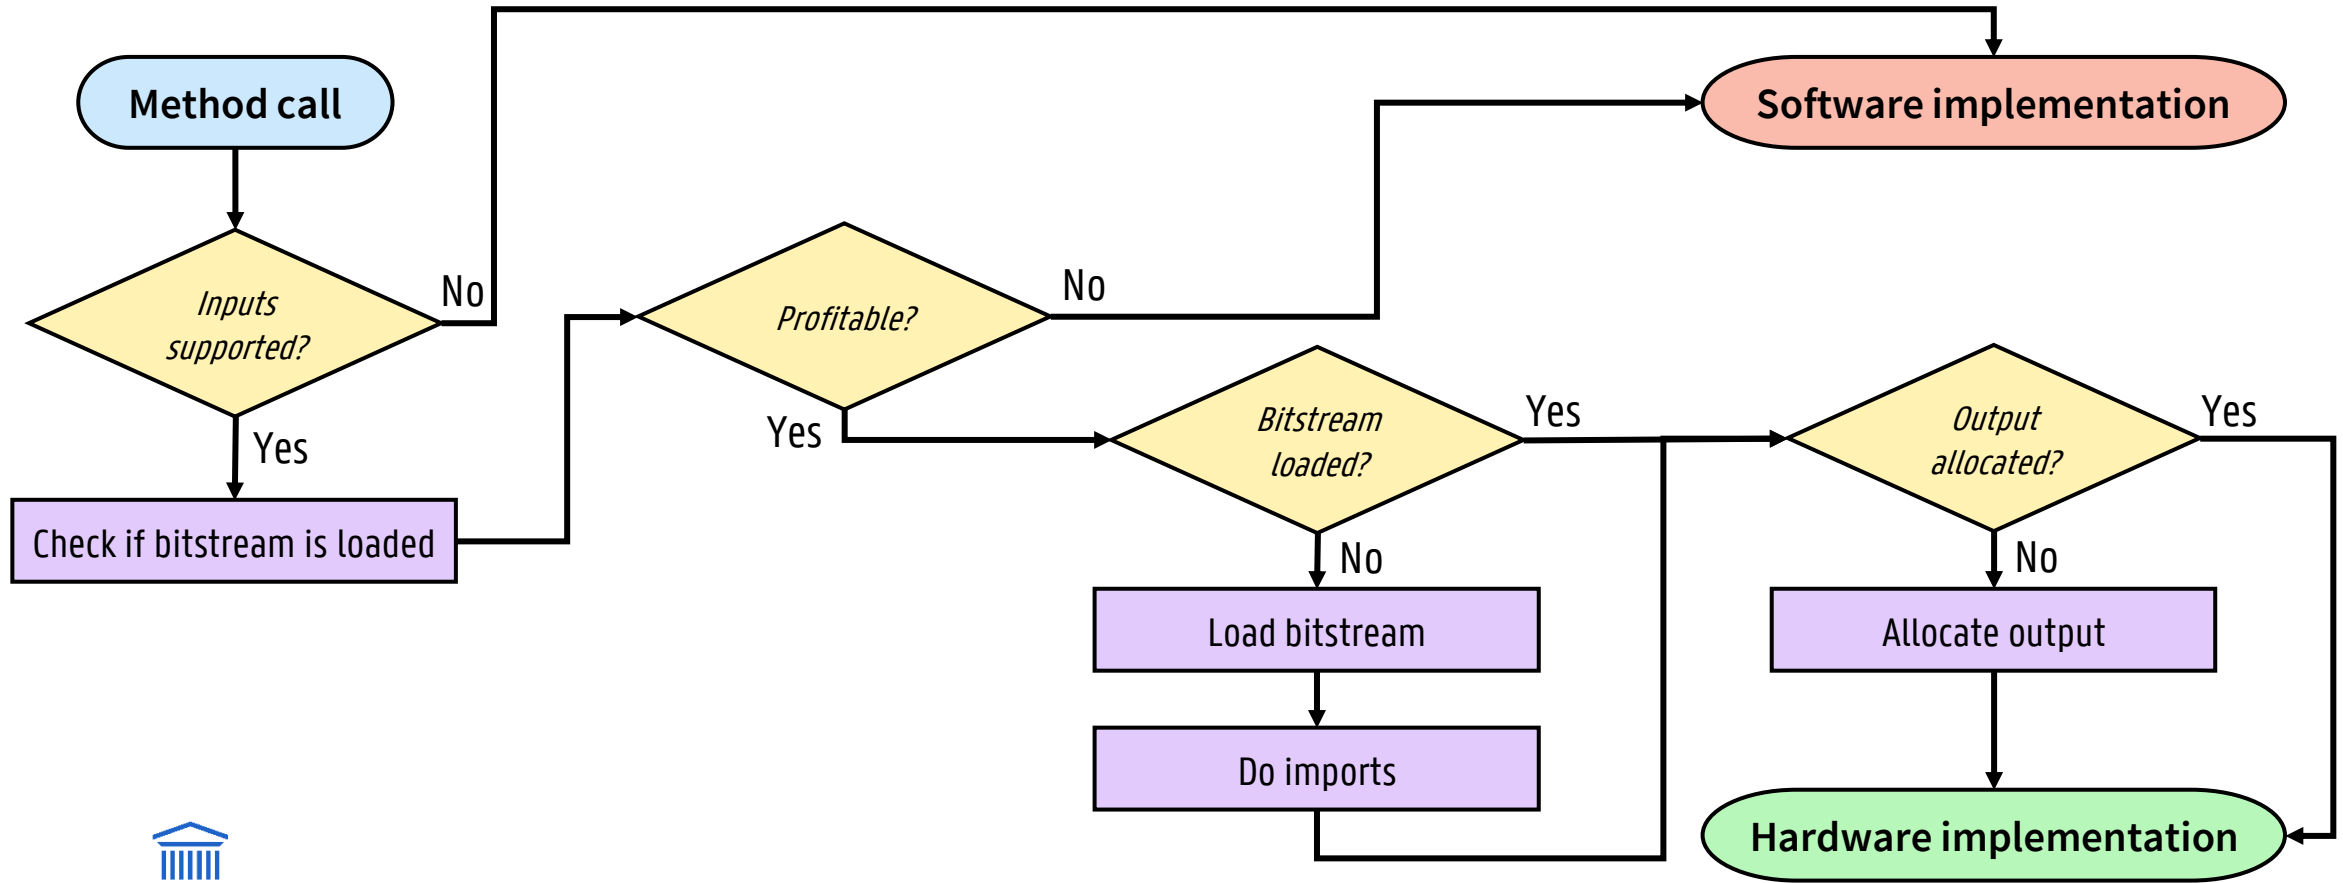 Method call
Software implementation
Inputs
supported?
No
Yes
Check if bitstream is loaded
Profitable?
No
Yes
Bitstream
loaded?
Yes
No
Load bitstream
Do imports
Output
allocated?
Yes
No
Allocate output
Hardware implementation